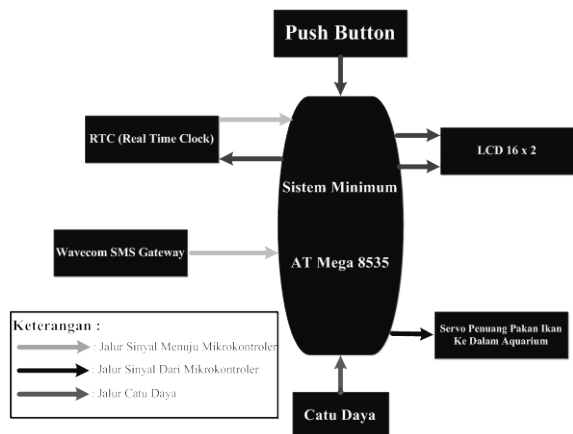 Push Button
RTC (Real Time Clock)
LCD 16 x 2
Sistem Minimum
AT Mega 8535
Wavecom SMS Gateway
Servo Penuang Pakan Ikan
Ke Dalam Aquarium
Keterangan :
: Jalur Sinyal Menuju Mikrokontroler
: Jalur Sinyal Dari Mikrokontroler
: Jalur Catu Daya
Catu Daya